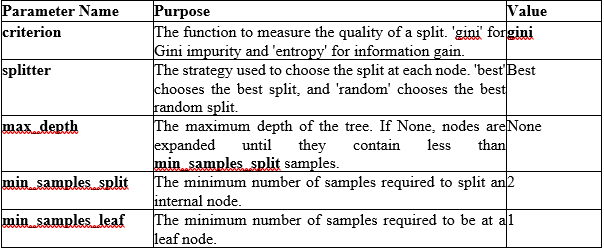 Parameter Name Purpose Value
criterion The function to measure the quality of a split. 'gini' for gini
Gini impurity and 'entropy' for information gain.
splitter The strategy used to choose the split at each node. 'best' Best
chooses the best split, and 'random' chooses the best
random split.
max_depth The maximum depth of the tree. If None, nodes are None
expanded until they contain less than
min_samples_split samples.
min_samples_split The minimum number of samples required to split an 2
internal node.
min_samples_leaf The minimum number of samples required to be at a 1
leaf node.